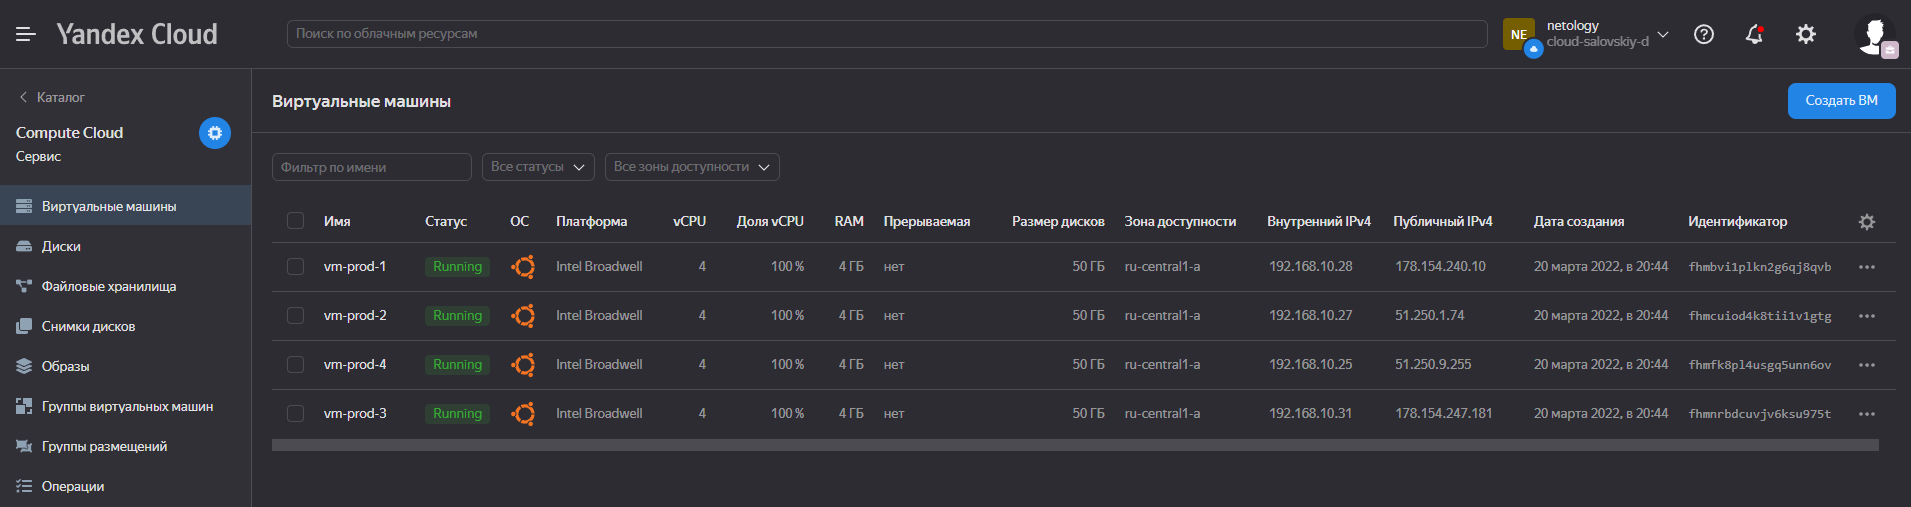 Yandex Cloud
Поиск по облачным ресурсам
NE
netology
cloud-salovskiy-d
Каталог
Compute Cloud
Сервис
Виртуальные машины
Диски
Файловые хранилища
Снимки дисков
Образы
Группы виртуальных машин
Группы размещений
Операции
Виртуальные машины
Создать ВМ
Фильтр по имени Все статусы Все зоны доступности
Имя Статус ОС Платформа vCPU Доля vCPU RAM Прерываемая Размер дисков Зона доступности Внутренний IPv4 Публичный IPv4 Дата создания Идентификатор
vm-prod-1 Running Intel Broadwell 4 100 % 4 ГБ нет 50 ГБ ru-central1-a 192.168.10.28 178.154.240.10 20 марта 2022, в 20:44 fhmbvi1plkn2g6qj8qvb
vm-prod-2 Running Intel Broadwell 4 100 % 4 ГБ нет 50 ГБ ru-central1-a 192.168.10.27 51.250.1.74 20 марта 2022, в 20:44 fhmcuiod4k8tii1v1gtg
vm-prod-4 Running Intel Broadwell 4 100 % 4 ГБ нет 50 ГБ ru-central1-a 192.168.10.25 51.250.9.255 20 марта 2022, в 20:44 fhmfk8pl4usgq5unn6ov
vm-prod-3 Running Intel Broadwell 4 100 % 4 ГБ нет 50 ГБ ru-central1-a 192.168.10.31 178.154.247.181 20 марта 2022, в 20:44 fhmnrbdcuvjv6ksu975t